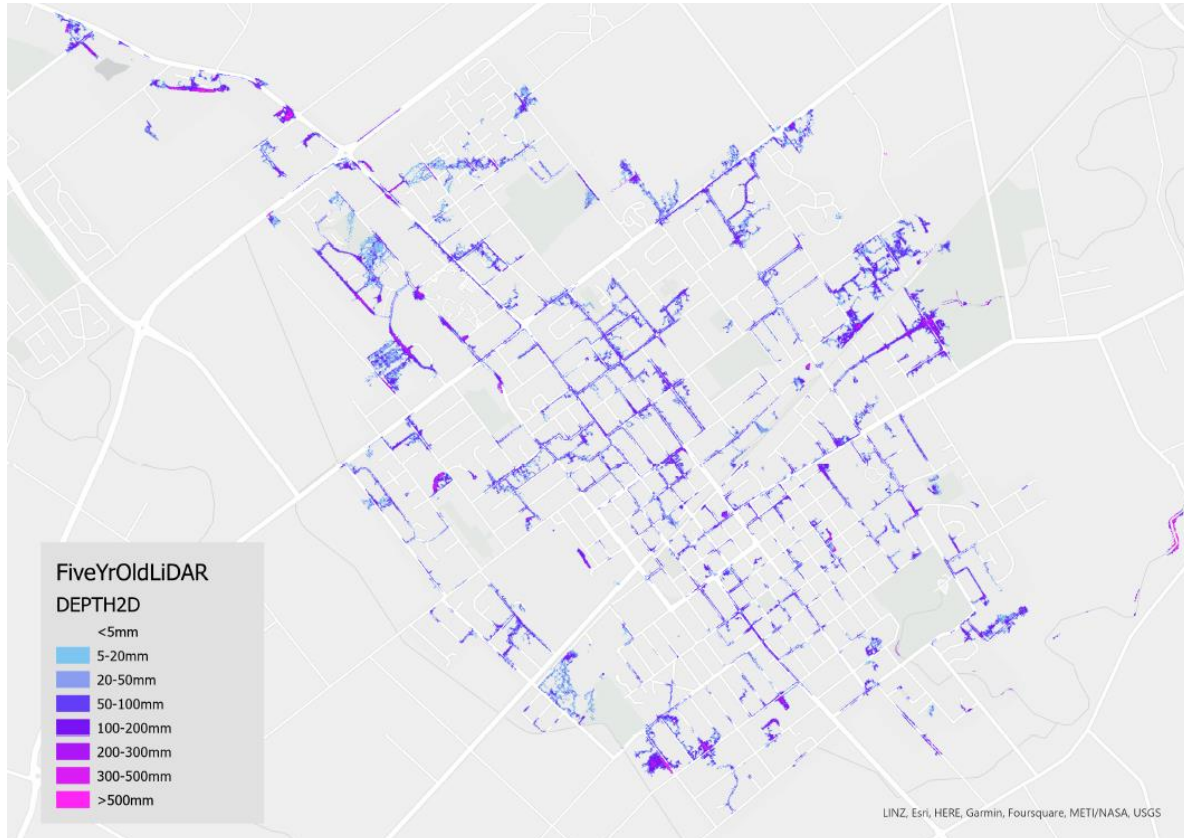 FiveYrOldLiDAR
DEPTH2D
<5mm
5-20mm
20-50mm
50-100mm
100-200mm
200-300mm
300-500mm
>500mm
LINZ, Esri, HERE, Garmin, Foursquare, METI/NASA, USGS